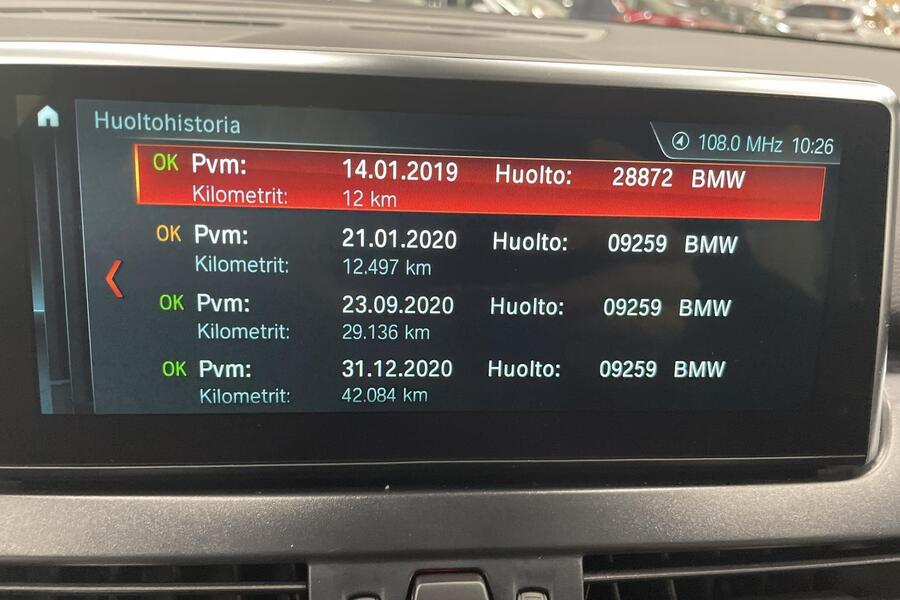 Huoltohistoria
108.0 MHz 10:26
OK Pvm: 14.01.2019 Huolto: 28872 BMW
Kilometrit: 12 km
OK Pvm: 21.01.2020 Huolto: 09259 BMW
Kilometrit: 12.497 km
OK Pvm: 23.09.2020 Huolto: 09259 BMW
Kilometrit: 29.136 km
OK Pvm: 31.12.2020 Huolto: 09259 BMW
Kilometrit: 42.084 km